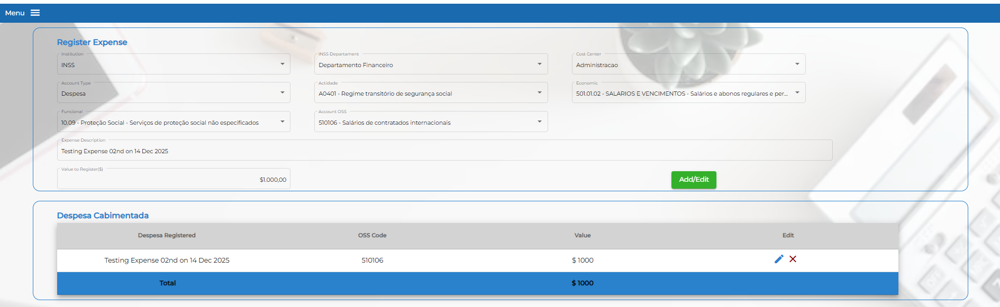 Menu
Register Expense
Institution
INSS
INSS Departament
Departamento Financeiro
Cost Center
Administracao
Account Type
Despesa
Actidade
A0401 - Regime transitório de segurança social
Economic
501.01.02 - SALARIOS E VENCIMENTOS - Salários e abonos regulares e per...
Funcional
10.09 - Proteção Social - Serviços de proteção social não especificados
Account OSS
510106 - Salários de contratados internacionais
Expense Description
Testing Expense 02nd on 14 Dec 2025
Value to Register($)
$1.000,00
Add/Edit
Despesa Cabimentada
Despesa Registered OSS Code Value Edit
Testing Expense 02nd on 14 Dec 2025 510106 $ 1000
Total $ 1000